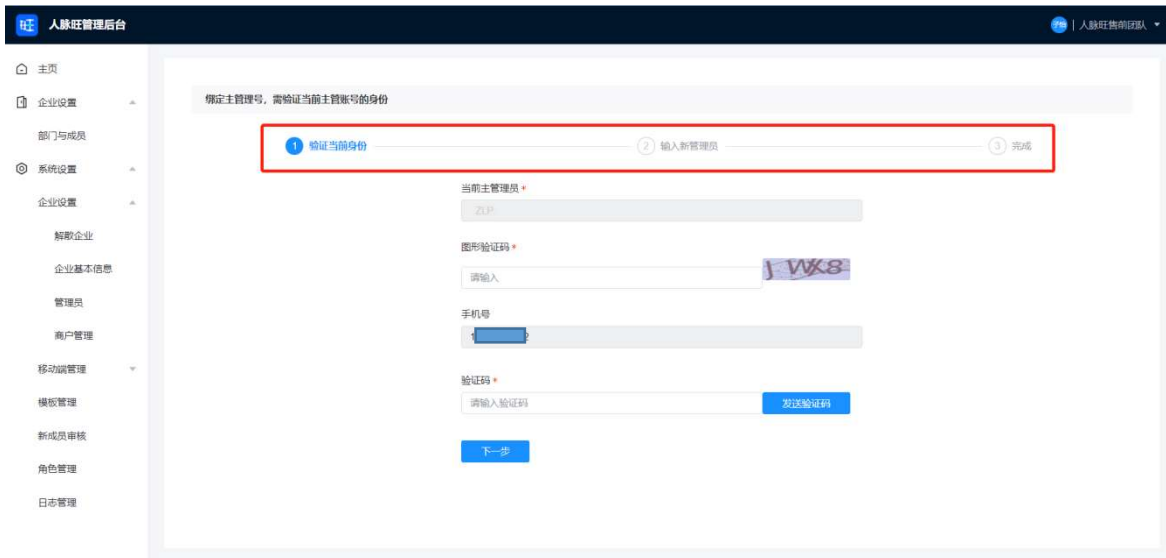 旺 人脉旺管理后台
人脉旺售前团队
主页
企业设置
部门与成员
系统设置
企业设置
解散企业
企业基本信息
管理员
商户管理
移动端管理
模板管理
新成员审核
角色管理
日志管理
绑定主管理号，需验证当前主管账号的身份
1 验证当前身份
2 输入新管理员
3 完成
当前主管理员 *
ZLP
图形验证码 *
请输入
J WX8
手机号
1 2
验证码 *
请输入验证码
发送验证码
下一步